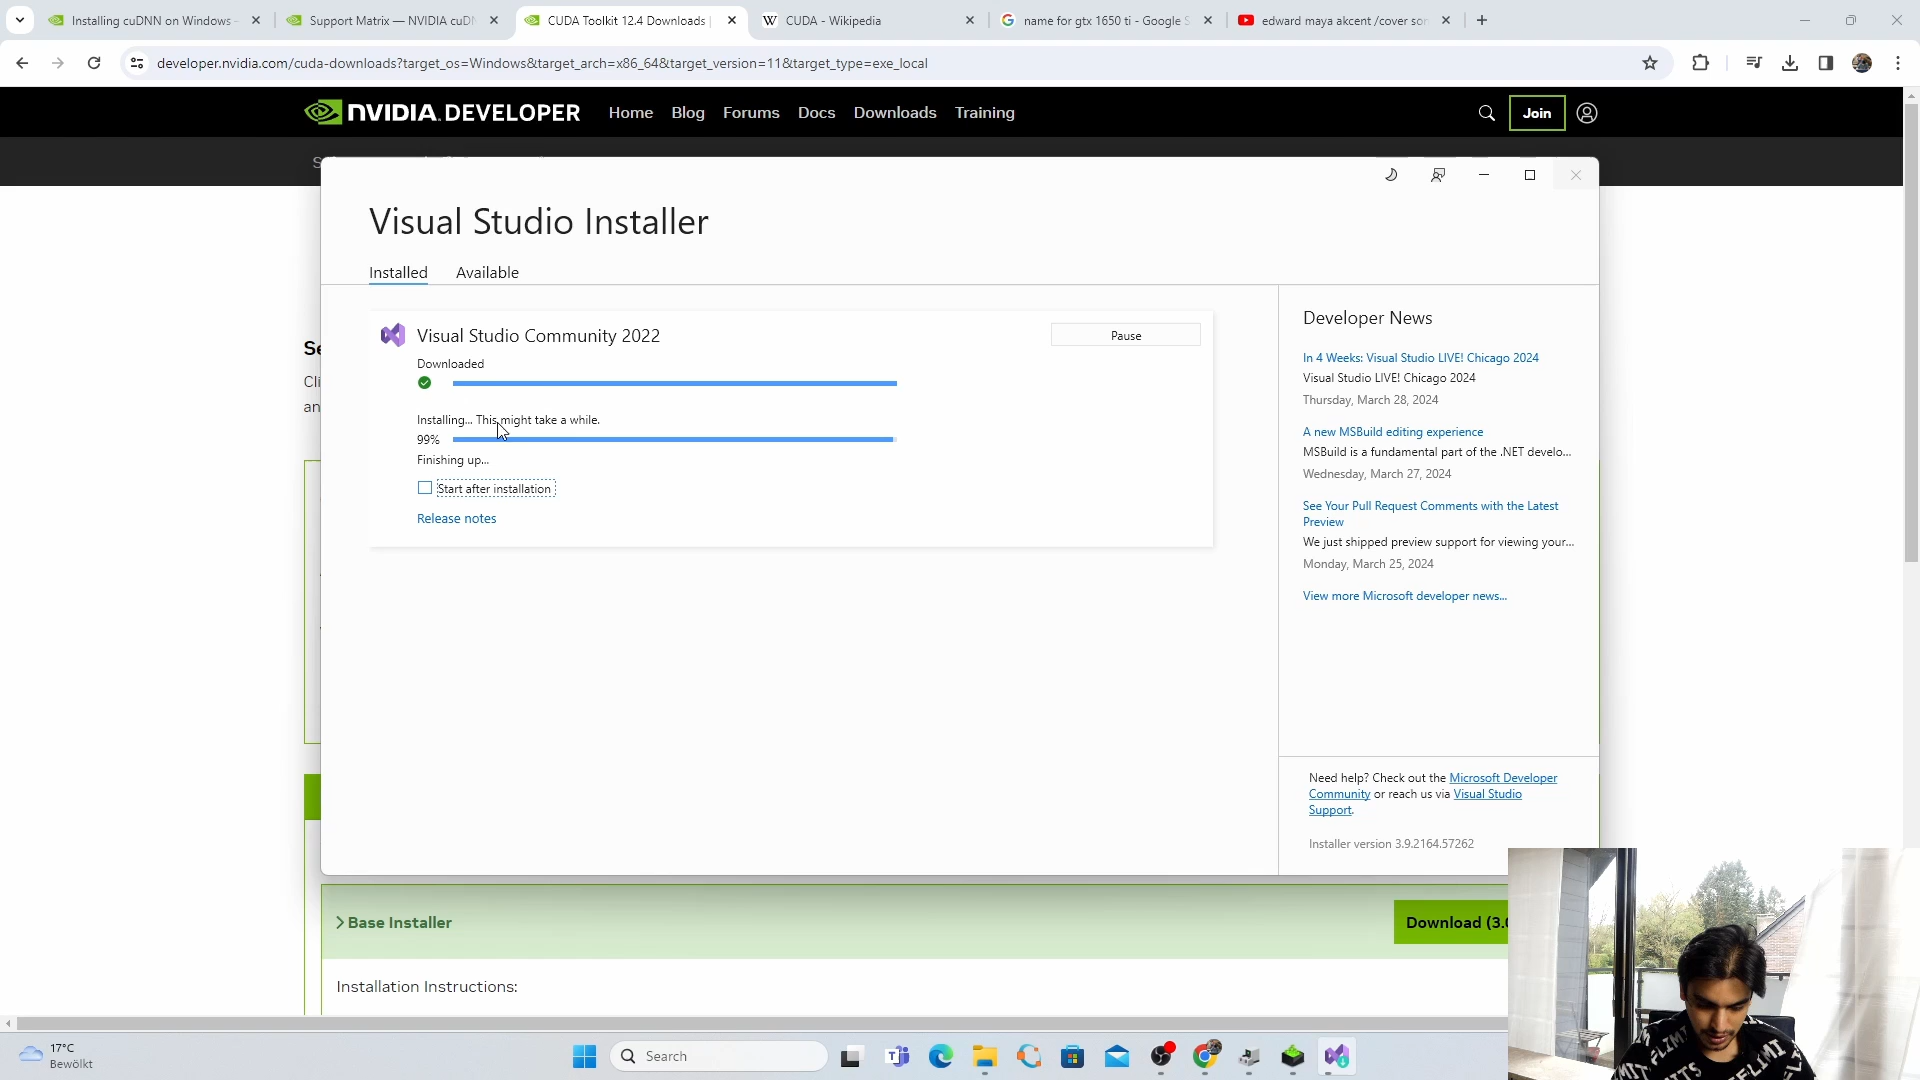 Installing cuDNN on Windows
Support Matrix — NVIDIA cuDN
CUDA Toolkit 12.4 Downloads
CUDA - Wikipedia
name for gtx 1650 ti - Google S
edward maya akcent /cover son
developer.nvidia.com/cuda-downloads?target_os=Windows&target_arch=x86_64&target_version=11&target_type=exe_local
NVIDIA. DEVELOPER
Home
Blog
Forums
Docs
Downloads
Training
Join
Visual Studio Installer
Installed
Available
Se
Cli
an
Visual Studio Community 2022
Pause
Downloaded
Installing... This might take a while.
99%
Finishing up...
Start after installation
Release notes
Developer News
In 4 Weeks: Visual Studio LIVE! Chicago 2024
Visual Studio LIVE! Chicago 2024
Thursday, March 28, 2024
A new MSBuild editing experience
MSBuild is a fundamental part of the .NET develo...
Wednesday, March 27, 2024
See Your Pull Request Comments with the Latest
Preview
We just shipped preview support for viewing your...
Monday, March 25, 2024
View more Microsoft developer news...
Need help? Check out the Microsoft Developer
Community or reach us via Visual Studio
Support.
Installer version 3.9.2164.57262
Base Installer
Download (3.0
Installation Instructions:
17°C
Bewölkt
Search